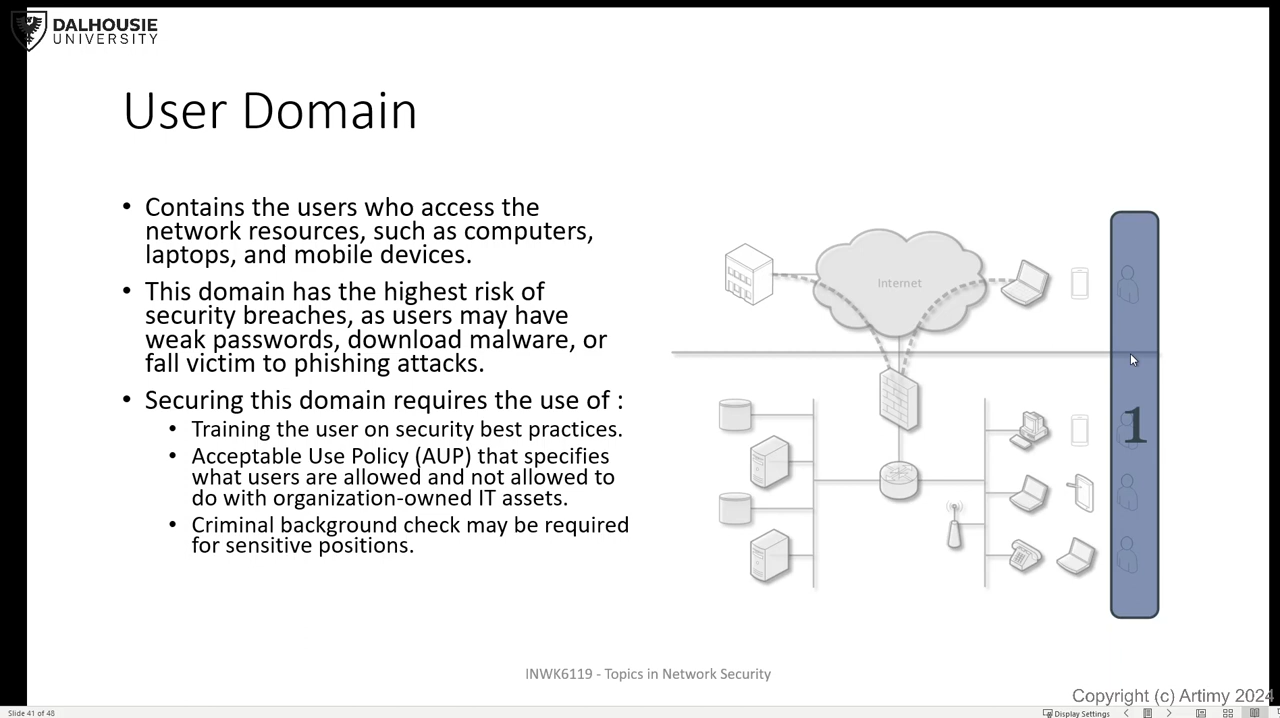 DALHOUSIE
UNIVERSITY
User Domain
• Contains the users who access the
network resources, such as computers,
laptops, and mobile devices.
• This domain has the highest risk of
security breaches, as users may have
weak passwords, download malware, or
fall victim to phishing attacks.
• Securing this domain requires the use of :
• Training the user on security best practices.
• Acceptable Use Policy (AUP) that specifies
what users are allowed and not allowed to
do with organization-owned IT assets.
• Criminal background check may be required
for sensitive positions.
Internet
1
INWK6119 - Topics in Network Security
Copyright (c) Artimy 2024
Slide 41 of 48
Display Settings